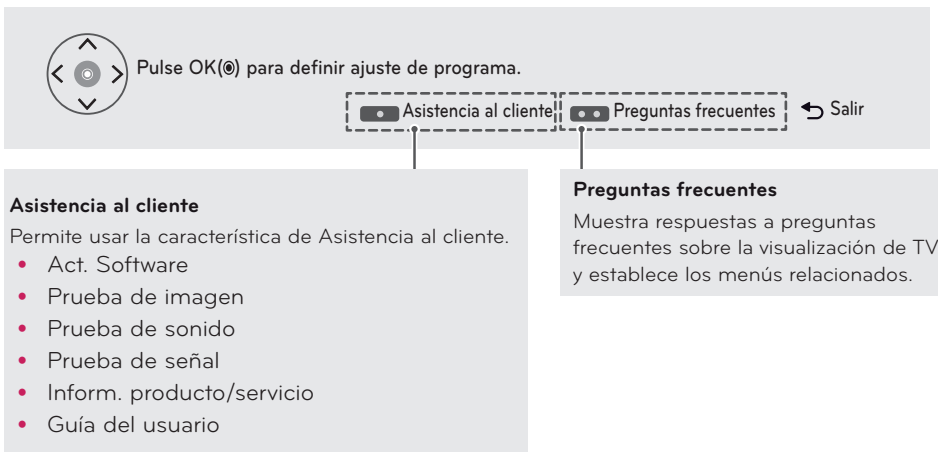 Pulse OK(◉) para definir ajuste de programa.
Asistencia al cliente
Preguntas frecuentes
Salir
Asistencia al cliente
Permite usar la característica de Asistencia al cliente.
• Act. Software
• Prueba de imagen
• Prueba de sonido
• Prueba de señal
• Inform. producto/servicio
• Guía del usuario
Preguntas frecuentes
Muestra respuestas a preguntas
frecuentes sobre la visualización de TV
y establece los menús relacionados.